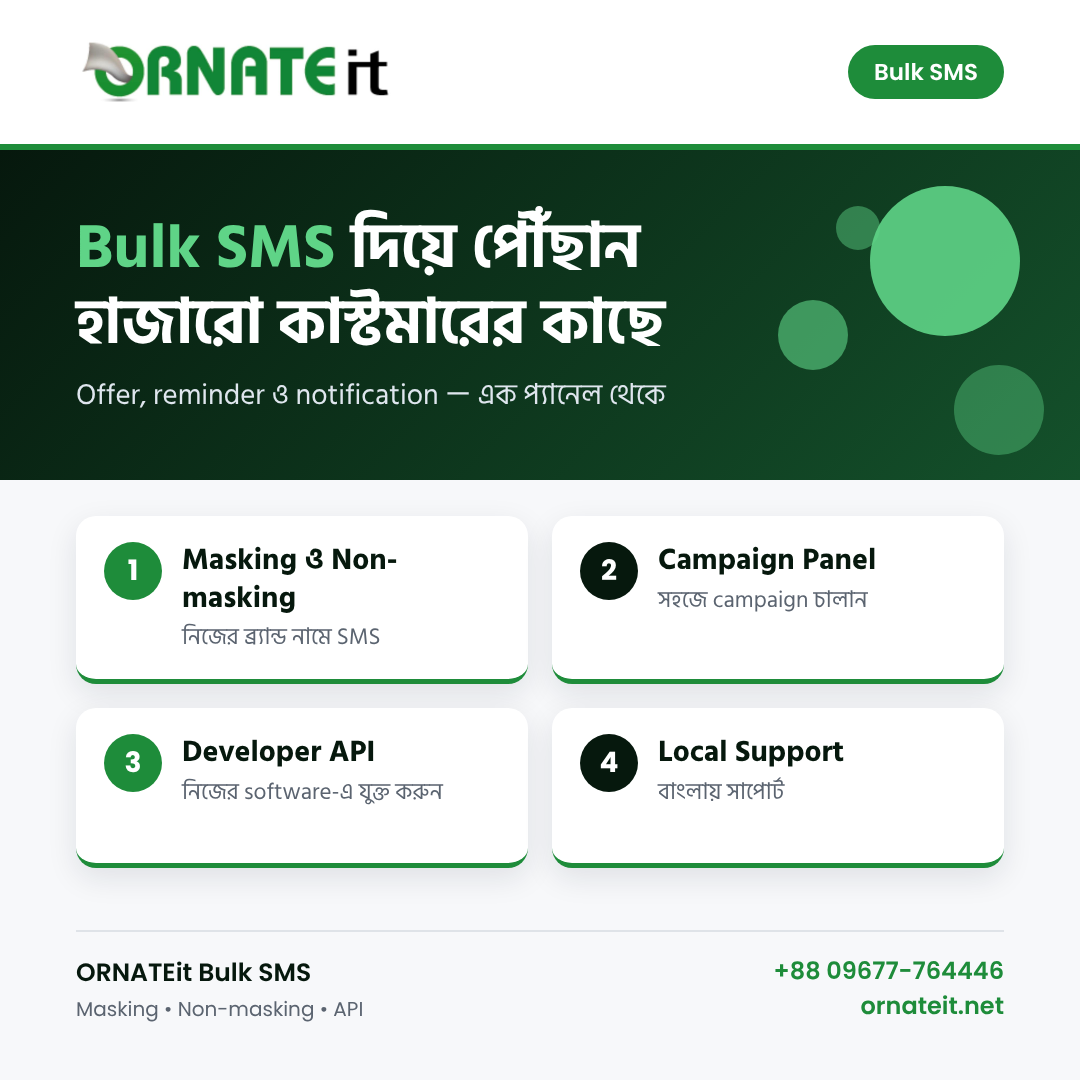 ORNATEit
Bulk SMS
Bulk SMS দিয়ে পৌঁছান
হাজারো কাস্টমারের কাছে
Offer, reminder ও notification — এক প্যানেল থেকে
1
Masking ও Non-
masking
নিজের ব্র্যান্ড নামে SMS
2
Campaign Panel
সহজে campaign চালান
3
Developer API
নিজের software-এ যুক্ত করুন
4
Local Support
বাংলায় সাপোর্ট
ORNATEit Bulk SMS
Masking • Non-masking • API
+88 09677-764446
ornateit.net